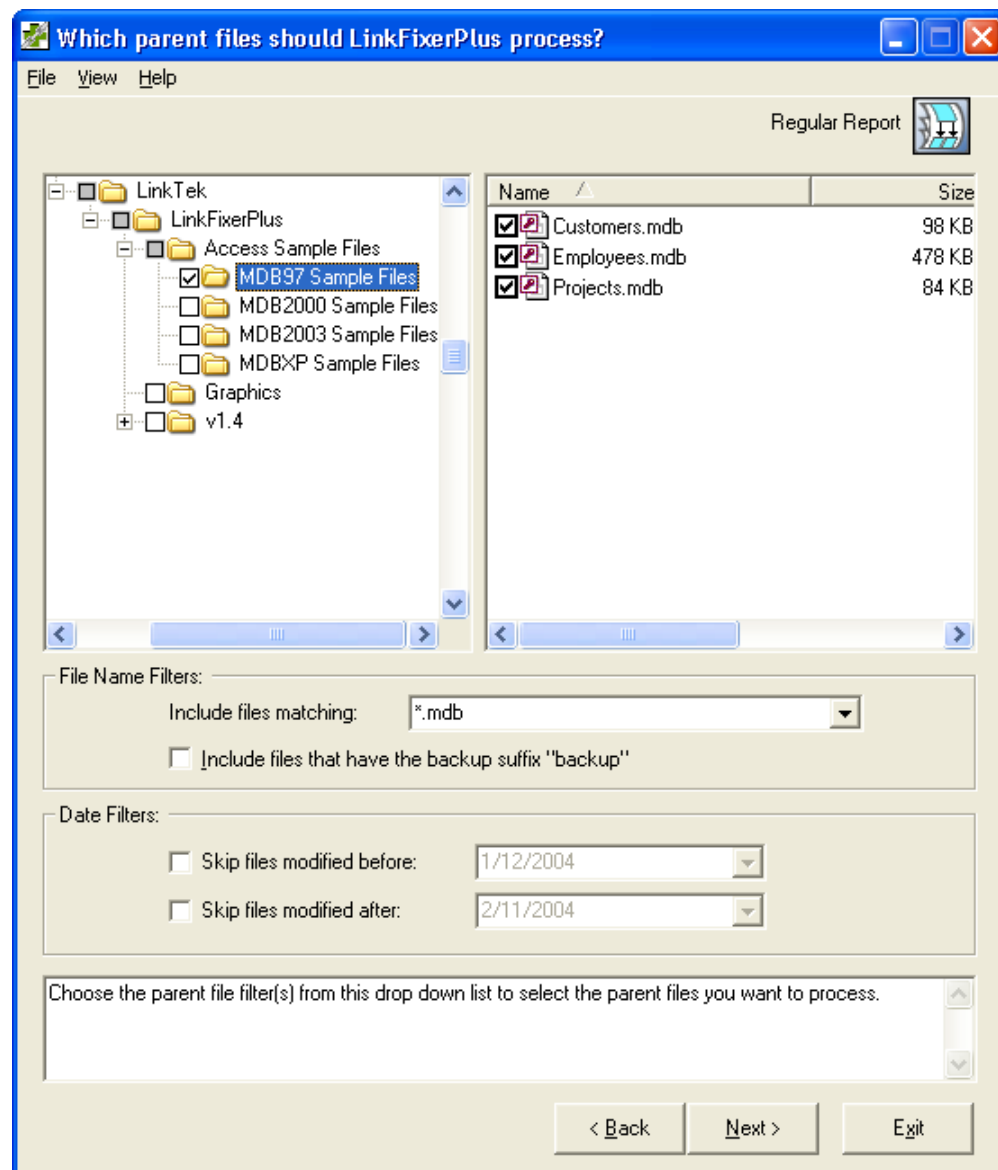 Which parent files should LinkFixerPlus process?
File View Help
Regular Report
LinkTek
LinkFixerPlus
Access Sample Files
MDB97 Sample Files
MDB2000 Sample Files
MDB2003 Sample Files
MDBXP Sample Files
Graphics
v1.4
Name Size
Customers.mdb 98 KB
Employees.mdb 478 KB
Projects.mdb 84 KB
File Name Filters:
Include files matching: *.mdb
Include files that have the backup suffix "backup"
Date Filters:
Skip files modified before: 1/12/2004
Skip files modified after: 2/11/2004
Choose the parent file filter(s) from this drop down list to select the parent files you want to process.
< Back Next > Exit